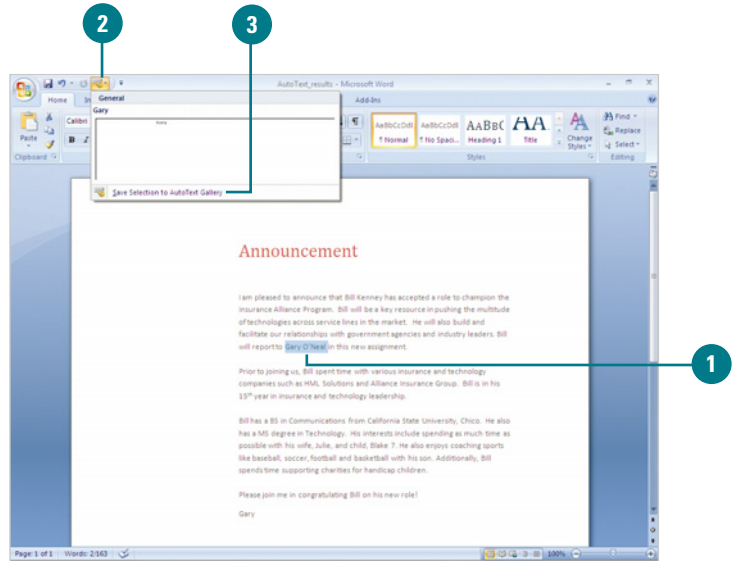 2
3
AutoText_results - Microsoft Word
Home
In
Add-Ins
General
Gary
Save Selection to AutoText Gallery
Paste
Clipboard
Calibri
B I
AaBbCcDd
¶ Normal
AaBbCcDd
¶ No Spaci...
AABBC
Heading 1
AA
Title
Change
Styles
Styles
Find
Replace
Select
Editing
Announcement
I am pleased to announce that Bill Kenney has accepted a role to champion the
Insurance Alliance Program. Bill will be a key resource in pushing the multitude
of technologies across service lines in the market. He will also build and
facilitate our relationships with government agencies and industry leaders. Bill
will report to Gary O'Neal in this new assignment.
1
Prior to joining us, Bill spent time with various insurance and technology
companies such as HML Solutions and Alliance Insurance Group. Bill is in his
15th year in insurance and technology leadership.
Bill has a BS in Communications from California State University, Chico. He also
has a MS degree in Technology. His interests include spending as much time as
possible with his wife, Julie, and child, Blake 7. He also enjoys coaching sports
like baseball, soccer, football and basketball with his son. Additionally, Bill
spends time supporting charities for handicap children.
Please join me in congratulating Bill on his new role!
Gary
Page: 1 of 1 Words: 2/163 100%